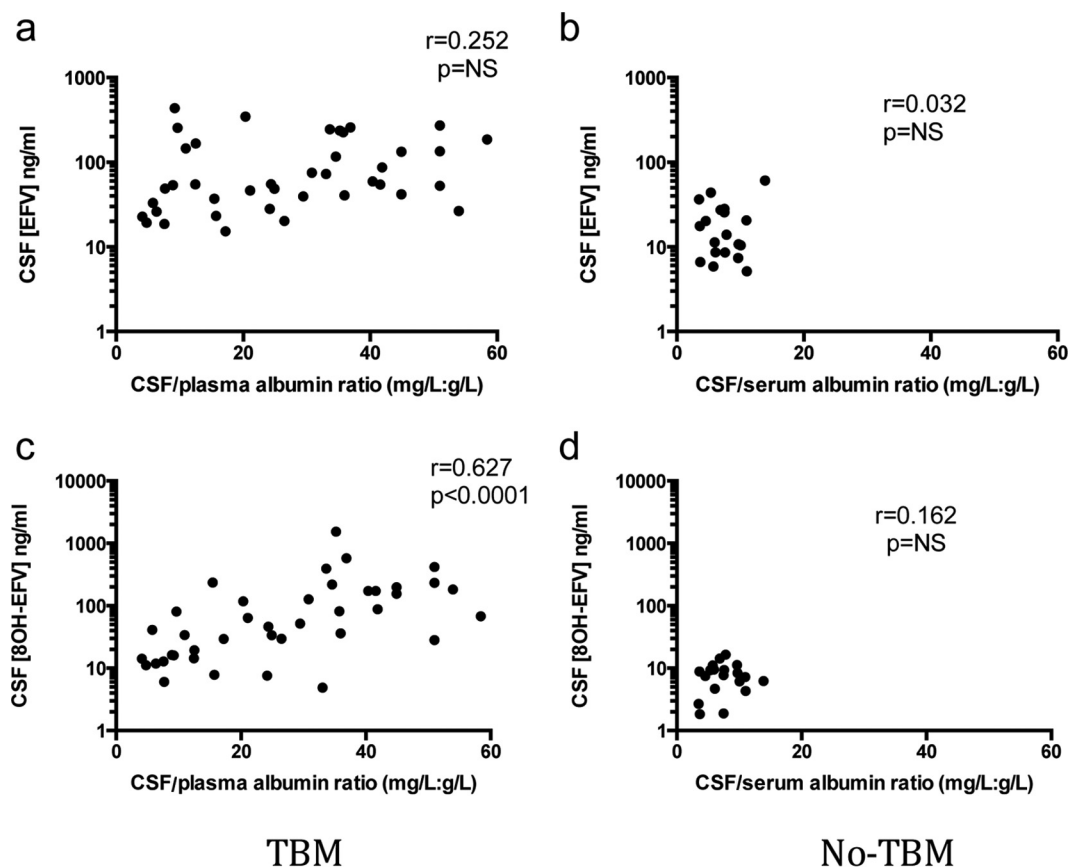 a
r=0.252
p=NS
1000
100
10
1
CSF [EFV] ng/ml
0 20 40 60
CSF/plasma albumin ratio (mg/L:g/L)
b
r=0.032
p=NS
1000
100
10
1
CSF [EFV] ng/ml
0 20 40 60
CSF/serum albumin ratio (mg/L:g/L)
c
r=0.627
p<0.0001
10000
1000
100
10
1
CSF [8OH-EFV] ng/ml
0 20 40 60
CSF/plasma albumin ratio (mg/L:g/L)
d
r=0.162
p=NS
10000
1000
100
10
1
CSF [8OH-EFV] ng/ml
0 20 40 60
CSF/serum albumin ratio (mg/L:g/L)
TBM
No-TBM